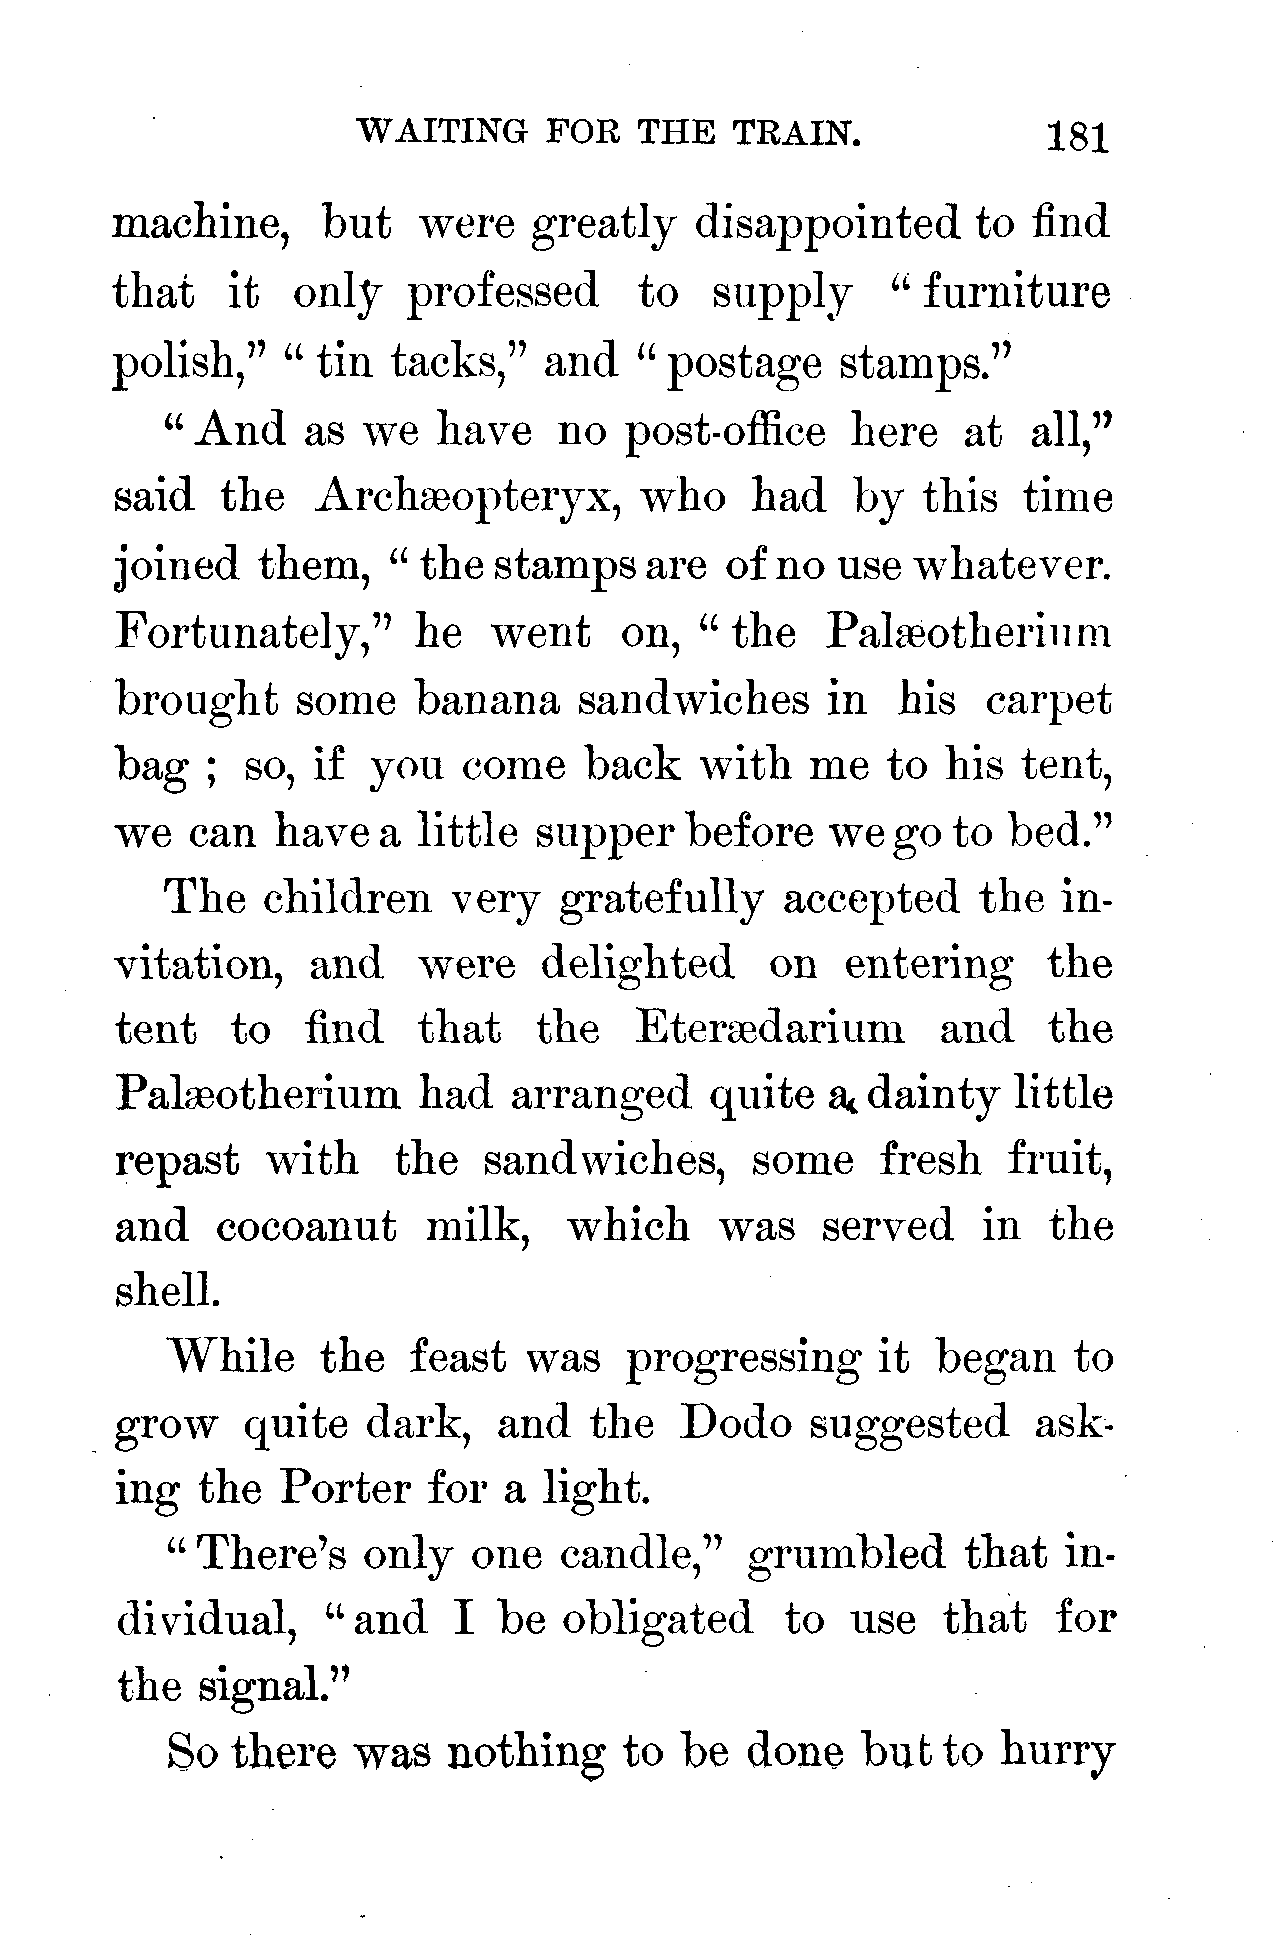 WAITING FOR THE TRAIN. 181
machine, but were greatly disappointed to find
that it only professed to supply “ furniture
polish,” “ tin tacks,” and “ postage stamps.”
“ And as we have no post-office here at all,”
said the Archæopteryx, who had by this time
joined them, “ the stamps are of no use whatever.
Fortunately,” he went on, “ the Palæotherium
brought some banana sandwiches in his carpet
bag ; so, if you come back with me to his tent,
we can have a little supper before we go to bed.”
The children very gratefully accepted the in-
vitation, and were delighted on entering the
tent to find that the Eterædarium and the
Palæotherium had arranged quite a dainty little
repast with the sandwiches, some fresh fruit,
and cocoanut milk, which was served in the
shell.
While the feast was progressing it began to
grow quite dark, and the Dodo suggested ask-
ing the Porter for a light.
“ There’s only one candle,” grumbled that in-
dividual, “ and I be obligated to use that for
the signal.”
So there was nothing to be done but to hurry